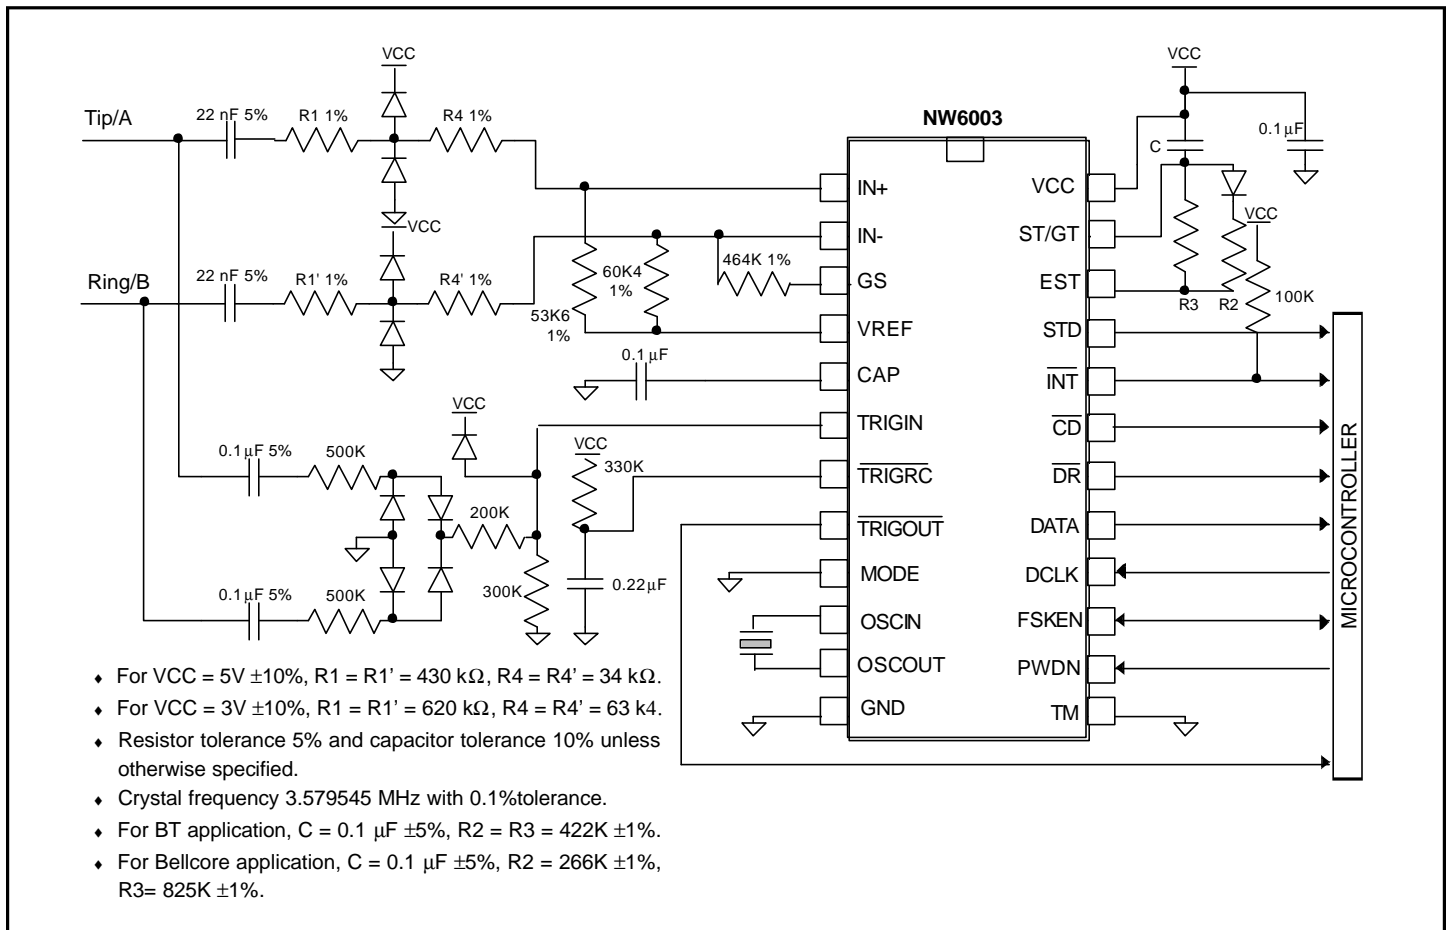 VCC
VCC
Tip/A
22 nF 5%
R1 1%
R4 1%
NW6003
0.1 μF
C
IN+
VCC
VCC
VCC
IN-
ST/GT
Ring/B
22 nF 5%
R1' 1%
R4' 1%
60K4
1%
464K 1%
GS
EST
R3
R2
100K
53K6
1%
VREF
STD
0.1 μF
CAP
INT
VCC
TRIGIN
CD
MICROCONTROLLER
0.1 μF 5%
500K
VCC
330K
TRIGRC
DR
200K
TRIGOUT
DATA
0.1 μF 5%
500K
300K
0.22μF
MODE
DCLK
OSCIN
FSKEN
OSCOUT
PWDN
GND
TM
♦ For VCC = 5V ±10%, R1 = R1' = 430 kΩ, R4 = R4' = 34 kΩ.
♦ For VCC = 3V ±10%, R1 = R1' = 620 kΩ, R4 = R4' = 63 k4.
♦ Resistor tolerance 5% and capacitor tolerance 10% unless
otherwise specified.
♦ Crystal frequency 3.579545 MHz with 0.1%tolerance.
♦ For BT application, C = 0.1 μF ±5%, R2 = R3 = 422K ±1%.
♦ For Bellcore application, C = 0.1 μF ±5%, R2 = 266K ±1%,
R3= 825K ±1%.